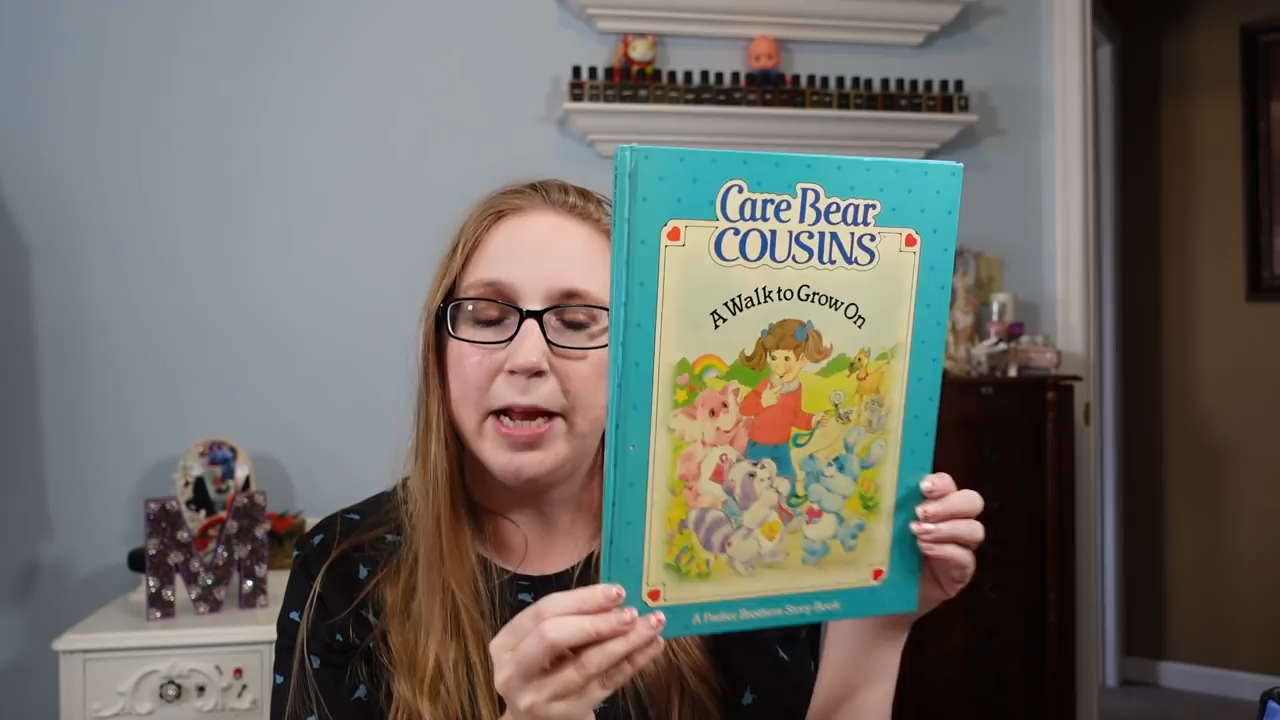 Care Bear
COUSINS
A Walk to Grow On
A Parker Brothers Story Book
M